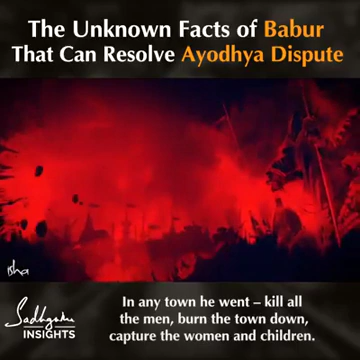 The Unknown Facts of Babur
That Can Resolve Ayodhya Dispute
isha
Sadhguru
INSIGHTS
In any town he went – kill all
the men, burn the town down,
capture the women and children.